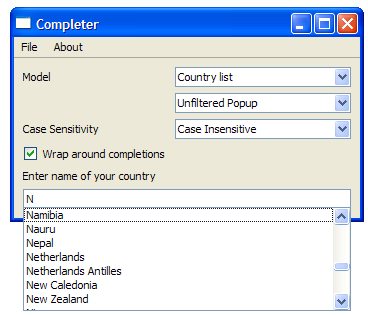 Completer
File About
Model Country list
Unfiltered Popup
Case Sensitivity Case Insensitive
Wrap around completions
Enter name of your country
N
Namibia
Nauru
Nepal
Netherlands
Netherlands Antilles
New Caledonia
New Zealand